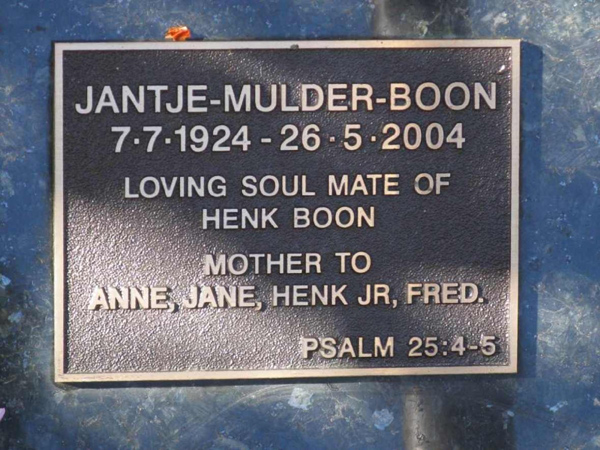 JANTJE-MULDER-BOON
7·7·1924 - 26·5·2004
LOVING SOUL MATE OF
HENK BOON
MOTHER TO
ANNE, JANE, HENK JR, FRED.
PSALM 25:4-5